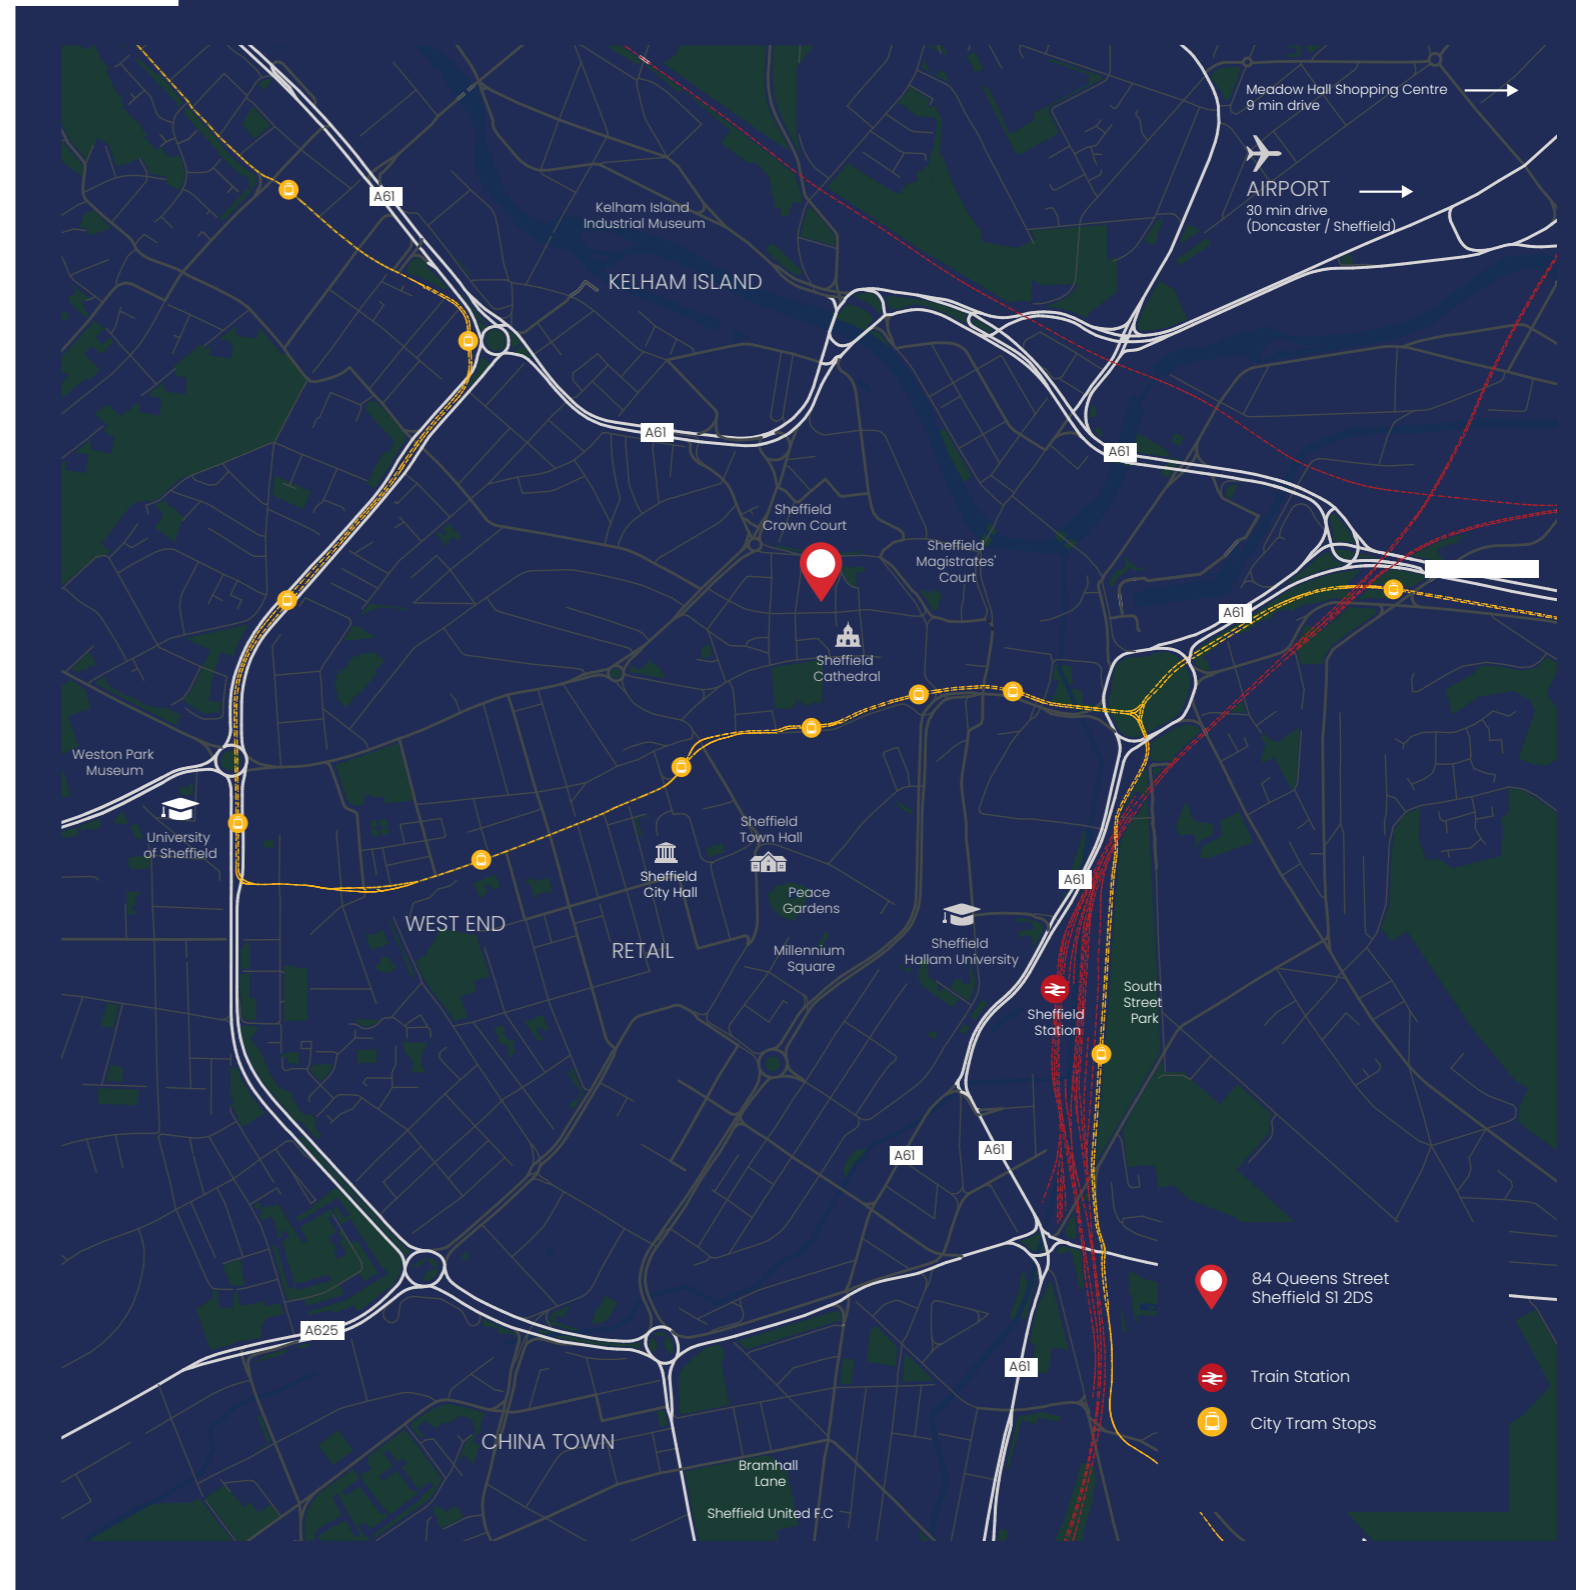 Meadow Hall Shopping Centre
9 min drive
AIRPORT
30 min drive
(Doncaster / Sheffield)
A61
Kelham Island
Industrial Museum
KELHAM ISLAND
A61
A61
Sheffield
Crown Court
Sheffield
Magistrates'
Court
A61
Sheffield
Cathedral
Weston Park
Museum
University
of Sheffield
Sheffield
Town Hall
Sheffield
City Hall
A61
Peace
Gardens
WEST END
RETAIL
Millennium
Square
Sheffield
Hallam University
South
Street
Park
Sheffield
Station
A61
A61
84 Queens Street
Sheffield S1 2DS
A625
A61
Train Station
City Tram Stops
CHINA TOWN
Bramhall
Lane
Sheffield United F.C